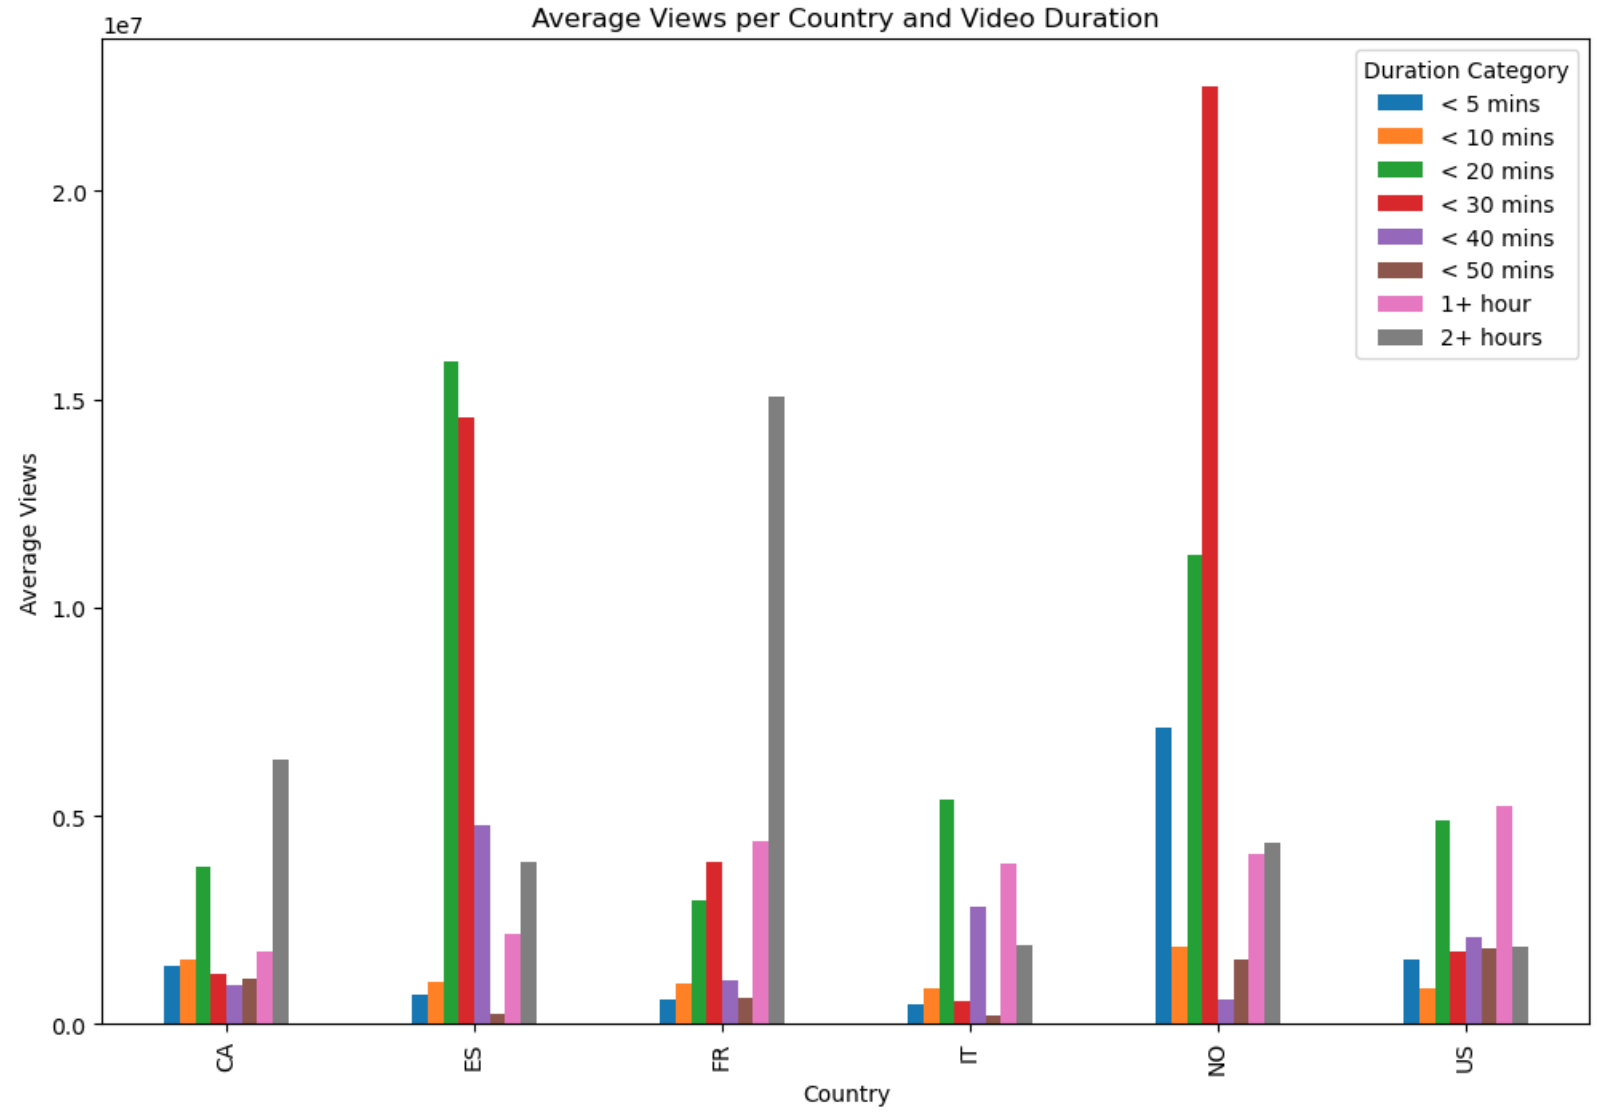 Average Views per Country and Video Duration
1e7
Duration Category
< 5 mins
< 10 mins
< 20 mins
< 30 mins
< 40 mins
< 50 mins
1+ hour
2+ hours
2.0
1.5
1.0
0.5
0.0
Average Views
CA
ES
FR
IT
NO
US
Country